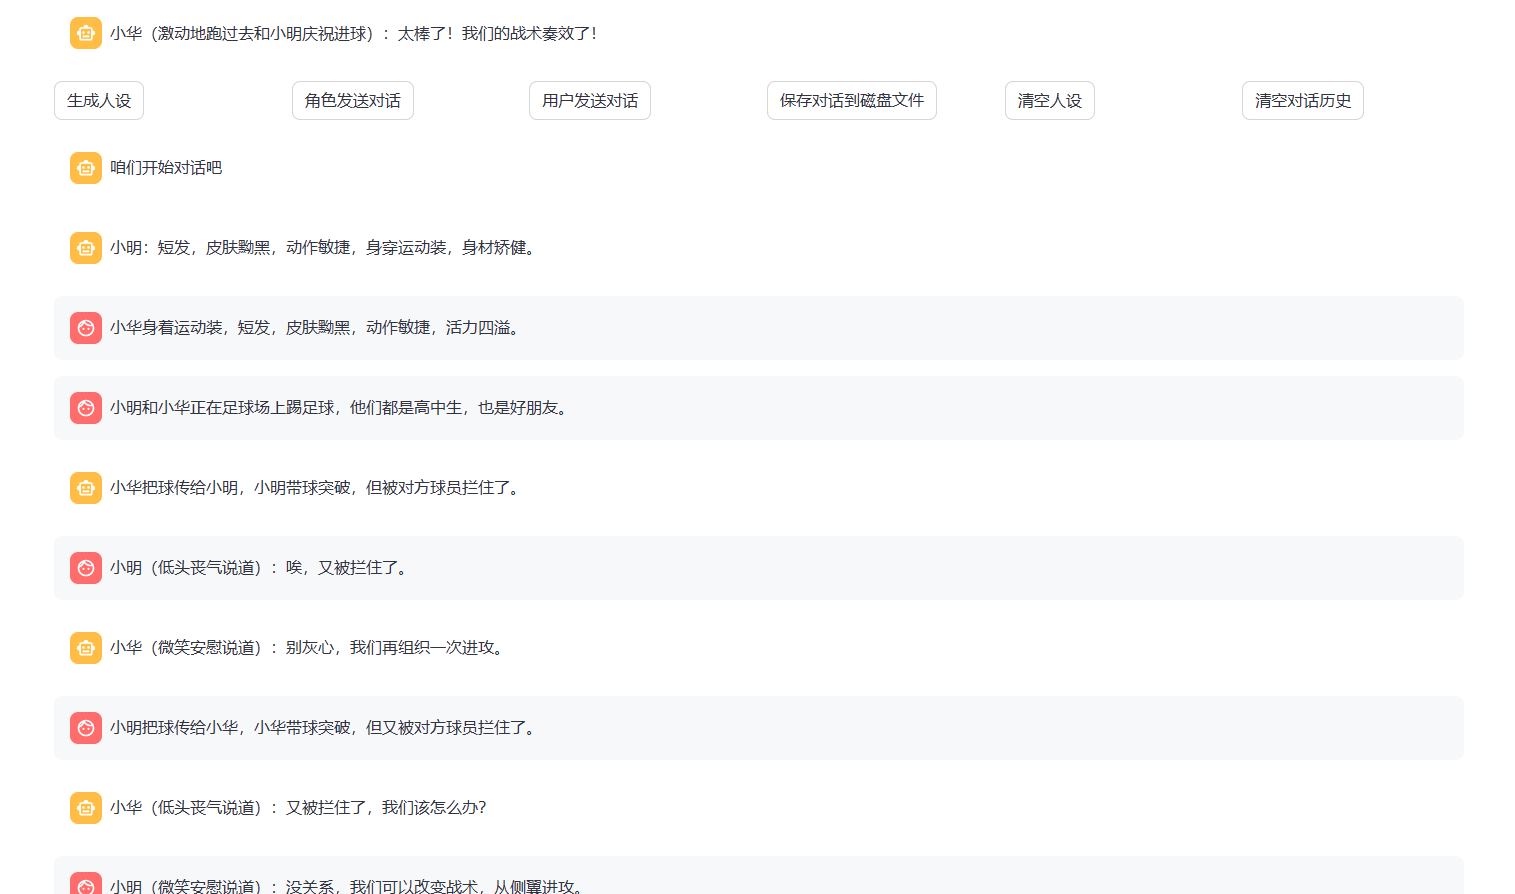 小华（激动地跑过去和小明庆祝进球）：太棒了！我们的战术奏效了！
生成人设
角色发送对话
用户发送对话
保存对话到磁盘文件
清空人设
清空对话历史
咱们开始对话吧
小明：短发，皮肤黝黑，动作敏捷，身穿运动装，身材矫健。
小华身着运动装，短发，皮肤黝黑，动作敏捷，活力四溢。
小明和小华正在足球场上踢足球，他们都是高中生，也是好朋友。
小华把球传给小明，小明带球突破，但被对方球员拦住了。
小明（低头丧气说道）：唉，又被拦住了。
小华（微笑安慰说道）：别灰心，我们再组织一次进攻。
小明把球传给小华，小华带球突破，但又被对方球员拦住了。
小华（低头丧气说道）：又被拦住了，我们该怎么办？
小明（微笑安慰说道）：没关系，我们可以改变战术，从侧翼进攻。